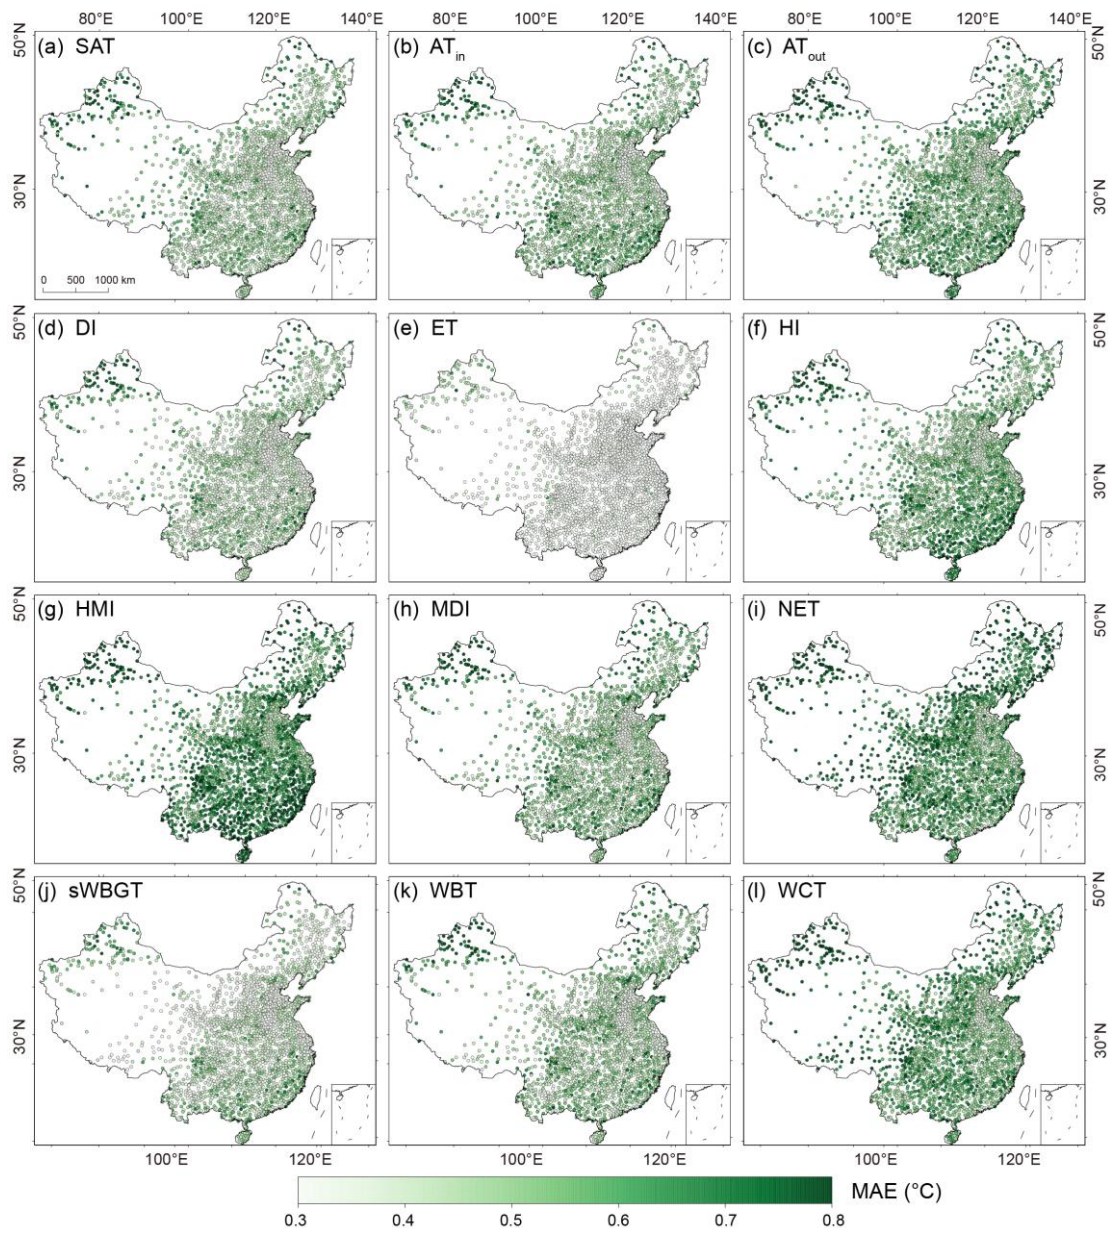 80°E 100°E 120°E 140°E 80°E 100°E 120°E 140°E 80°E 100°E 120°E 140°E
(a) SAT (b) ATin (c) ATout
50°N 50°N
30°N 30°N
0 500 1000 km
(d) DI (e) ET (f) HI
50°N 50°N
30°N 30°N
(g) HMI (h) MDI (i) NET
50°N 50°N
30°N 30°N
(j) sWBGT (k) WBT (l) WCT
50°N 50°N
30°N 30°N
100°E 120°E 100°E 120°E 100°E 120°E
MAE (°C)
0.3 0.4 0.5 0.6 0.7 0.8